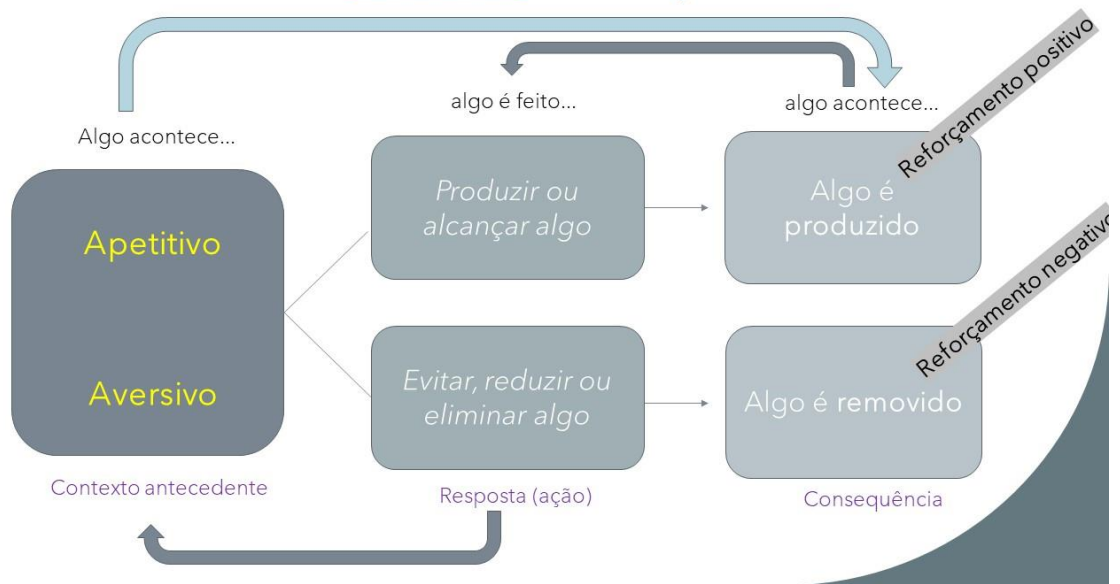 Algo acontece...
Apetitivo
Aversivo
Contexto antecedente
algo é feito...
Produzir ou
alcançar algo
Evitar, reduzir ou
eliminar algo
Resposta (ação)
algo acontece...
Algo é
produzido
Reforçamento positivo
Algo é removido
Reforçamento negativo
Consequência